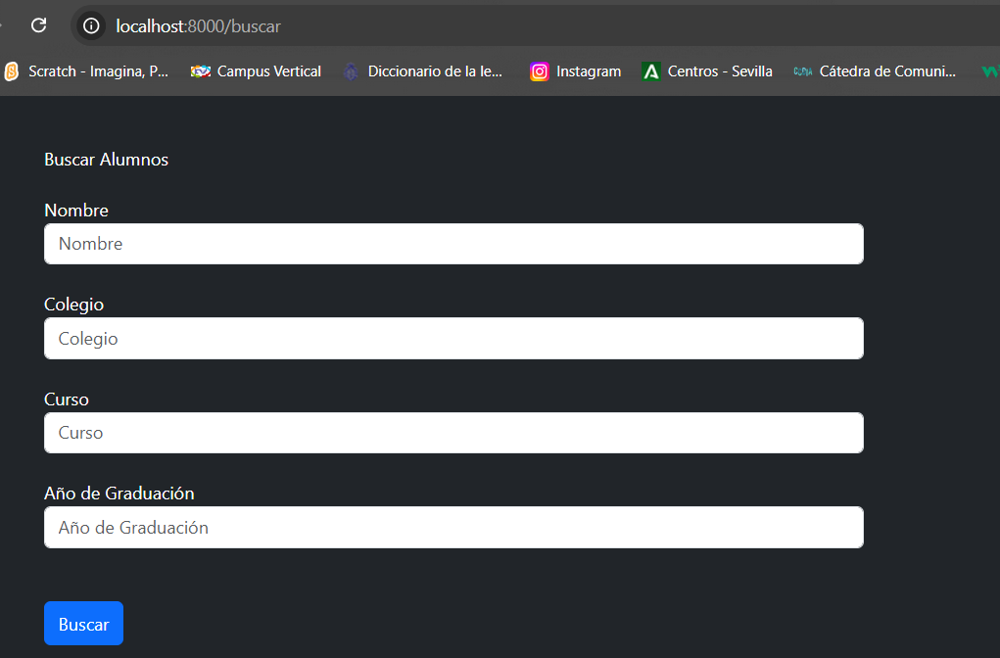 localhost:8000/buscar
Scratch - Imagina, P... Campus Vertical Diccionario de la le... Instagram Centros - Sevilla Cátedra de Comuni...
Buscar Alumnos
Nombre
Nombre
Colegio
Colegio
Curso
Curso
Año de Graduación
Año de Graduación
Buscar